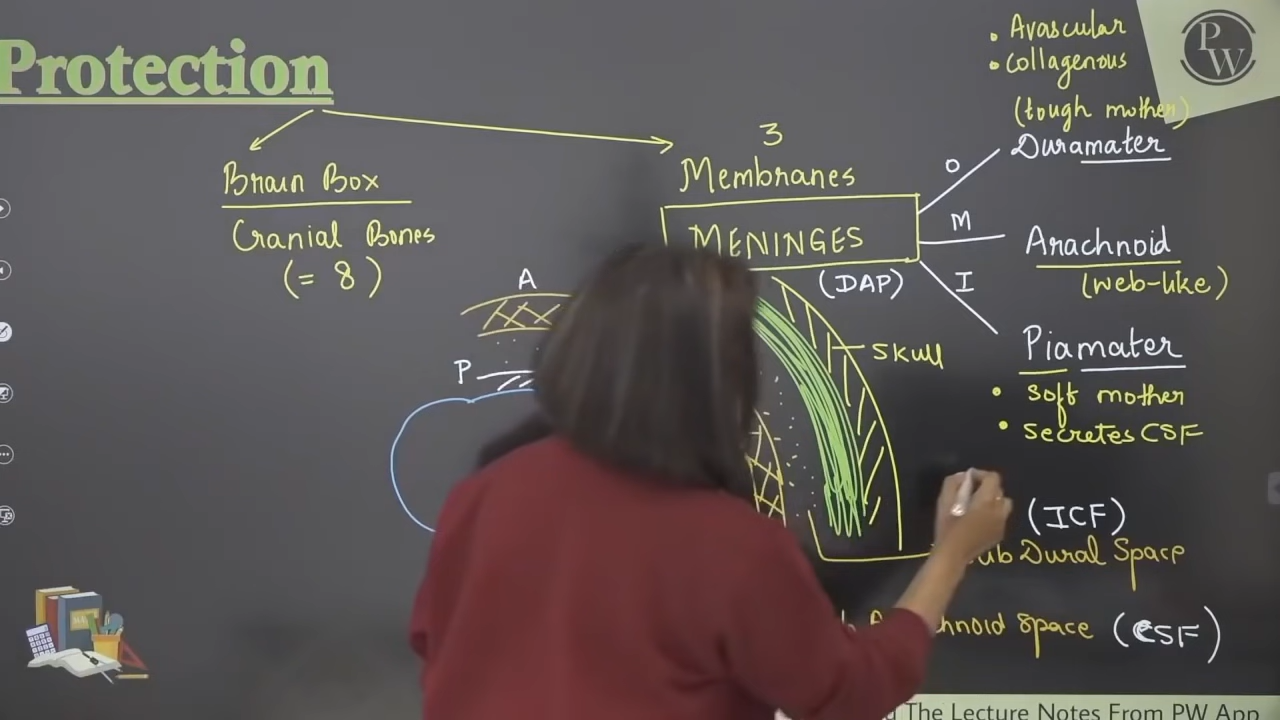 Protection
Brain Box
Cranial Bones
(= 8)
3
Membranes
MENINGES
(DAP)
O
M
I
• Avascular
• Collagenous
(tough mother)
Duramater
Arachnoid
(web-like)
Piamater
• Soft mother
• Secretes CSF
A
P
Skull
(ICF)
Dural Space
Space (CSF)
The Lecture Notes From PW App
PW